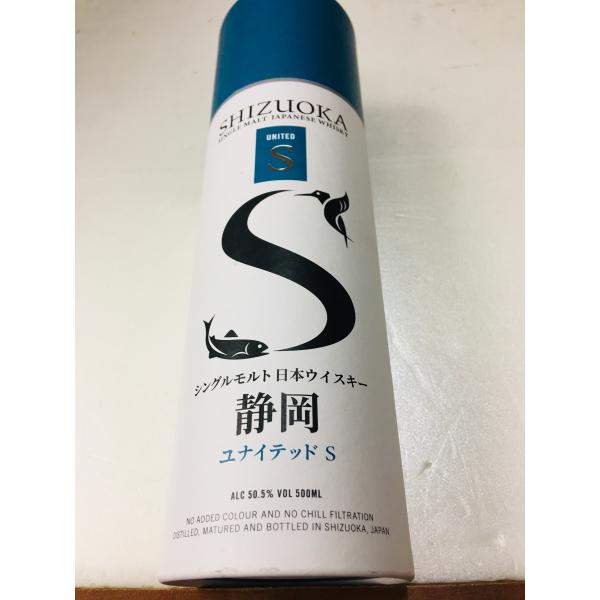 SHIZUOKA
SINGLE MALT JAPANESE WHISKY
UNITED
S
S
シングルモルト日本ウイスキー
静岡
ユナイテッド S
ALC 50.5% VOL 500ML
NO ADDED COLOUR AND NO CHILL FILTRATION
DISTILLED, MATURED AND BOTTLED IN SHIZUOKA, JAPAN